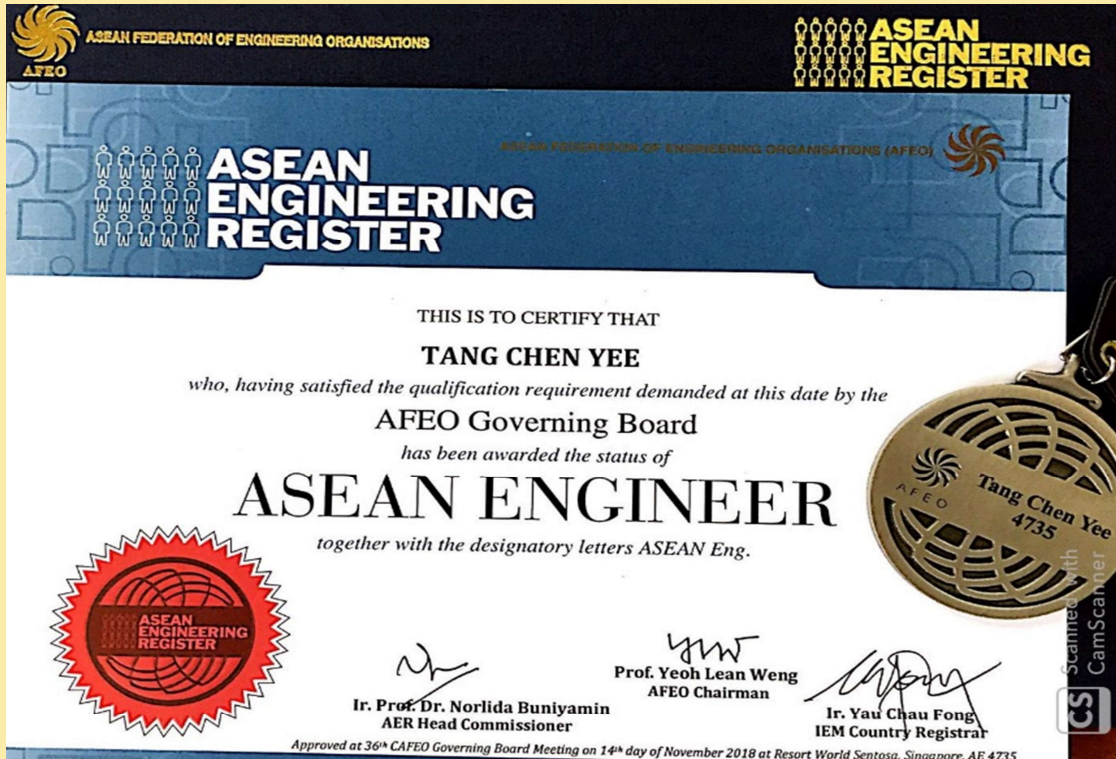 ASEAN FEDERATION OF ENGINEERING ORGANISATIONS
AFEO
ASEAN
ENGINEERING
REGISTER
ASEAN FEDERATION OF ENGINEERING ORGANISATIONS (AFEO)
ASEAN
ENGINEERING
REGISTER
THIS IS TO CERTIFY THAT
TANG CHEN YEE
who, having satisfied the qualification requirement demanded at this date by the
AFEO Governing Board
has been awarded the status of
ASEAN ENGINEER
together with the designatory letters ASEAN Eng.
AFEO
Tang Chen Yee
4735
ASEAN
ENGINEERING
REGISTER
Ir. Prof. Dr. Norlida Buniyamin
AER Head Commissioner
Prof. Yeoh Lean Weng
AFEO Chairman
Ir. Yau Chau Fong
IEM Country Registrar
Approved at 36th CAFEO Governing Board Meeting on 14th day of November 2018 at Resort World Sentosa, Singapore. AE 4735
CS
Scanned with
CamScanner